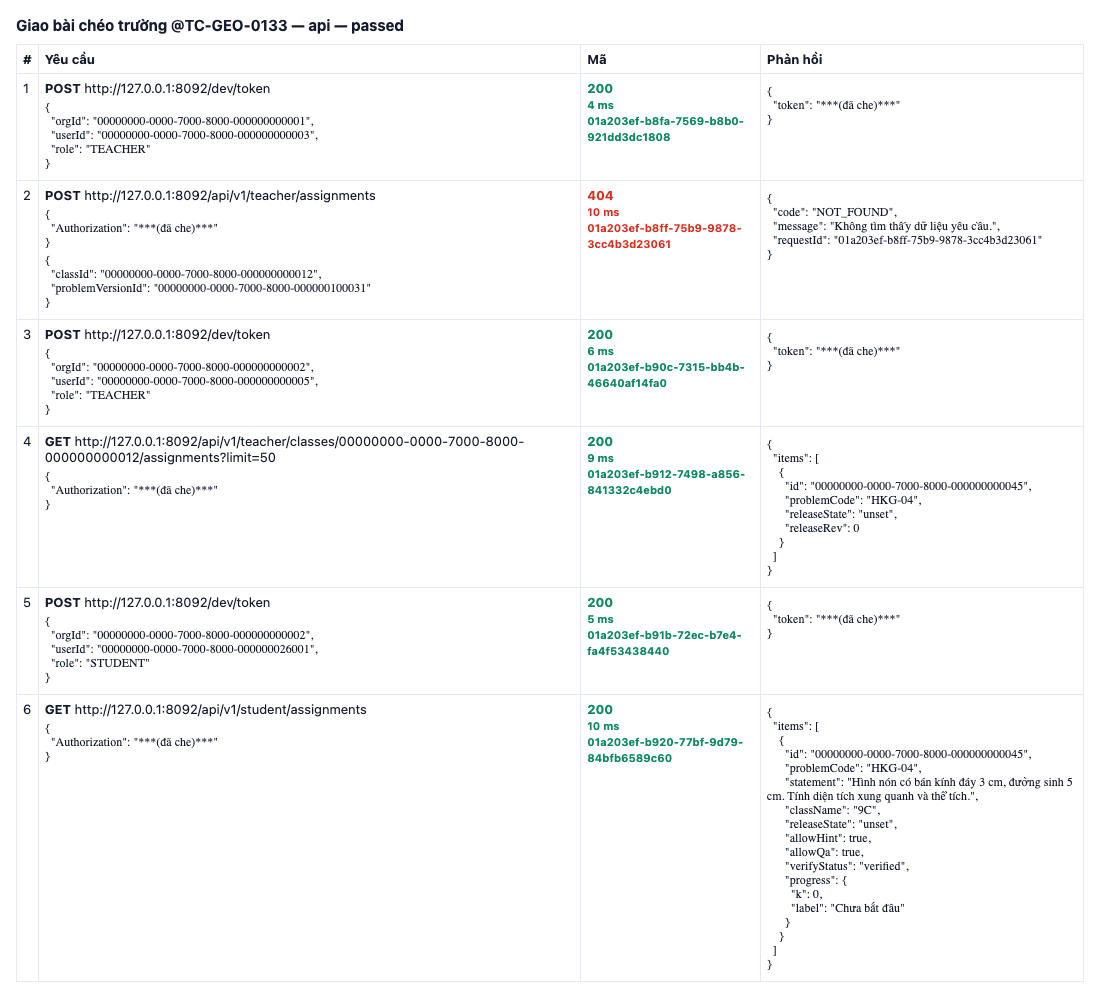 Giao bài chéo trường @TC-GEO-0133 — api — passed
# Yêu cầu Mã Phản hồi
1 POST http://127.0.0.1:8092/dev/token
{
"orgId": "00000000-0000-7000-8000-000000000001",
"userId": "00000000-0000-7000-8000-000000000003",
"role": "TEACHER"
}
200
4 ms
01a203ef-b8fa-7569-b8b0-
921dd3dc1808
{
"token": "***(đã che)***"
}
2 POST http://127.0.0.1:8092/api/v1/teacher/assignments
{
"Authorization": "***(đã che)***"
}
{
"classId": "00000000-0000-7000-8000-000000000012",
"problemVersionId": "00000000-0000-7000-8000-000000100031"
}
404
10 ms
01a203ef-b8ff-75b9-9878-
3cc4b3d23061
{
"code": "NOT_FOUND",
"message": "Không tìm thấy dữ liệu yêu cầu.",
"requestId": "01a203ef-b8ff-75b9-9878-3cc4b3d23061"
}
3 POST http://127.0.0.1:8092/dev/token
{
"orgId": "00000000-0000-7000-8000-000000000002",
"userId": "00000000-0000-7000-8000-000000000005",
"role": "TEACHER"
}
200
6 ms
01a203ef-b90c-7315-bb4b-
46640af14fa0
{
"token": "***(đã che)***"
}
4 GET http://127.0.0.1:8092/api/v1/teacher/classes/00000000-0000-7000-8000-
000000000012/assignments?limit=50
{
"Authorization": "***(đã che)***"
}
200
9 ms
01a203ef-b912-7498-a856-
841332c4ebd0
{
"items": [
{
"id": "00000000-0000-7000-8000-000000000045",
"problemCode": "HKG-04",
"releaseState": "unset",
"releaseRev": 0
}
]
}
5 POST http://127.0.0.1:8092/dev/token
{
"orgId": "00000000-0000-7000-8000-000000000002",
"userId": "00000000-0000-7000-8000-000000026001",
"role": "STUDENT"
}
200
5 ms
01a203ef-b91b-72ec-b7e4-
fa4f53438440
{
"token": "***(đã che)***"
}
6 GET http://127.0.0.1:8092/api/v1/student/assignments
{
"Authorization": "***(đã che)***"
}
200
10 ms
01a203ef-b920-77bf-9d79-
84bfb6589c60
{
"items": [
{
"id": "00000000-0000-7000-8000-000000000045",
"problemCode": "HKG-04",
"statement": "Hình nón có bán kính đáy 3 cm, đường sinh 5
cm. Tính diện tích xung quanh và thể tích.",
"className": "9C",
"releaseState": "unset",
"allowHint": true,
"allowQa": true,
"verifyStatus": "verified",
"progress": {
"k": 0,
"label": "Chưa bắt đầu"
}
}
]
}